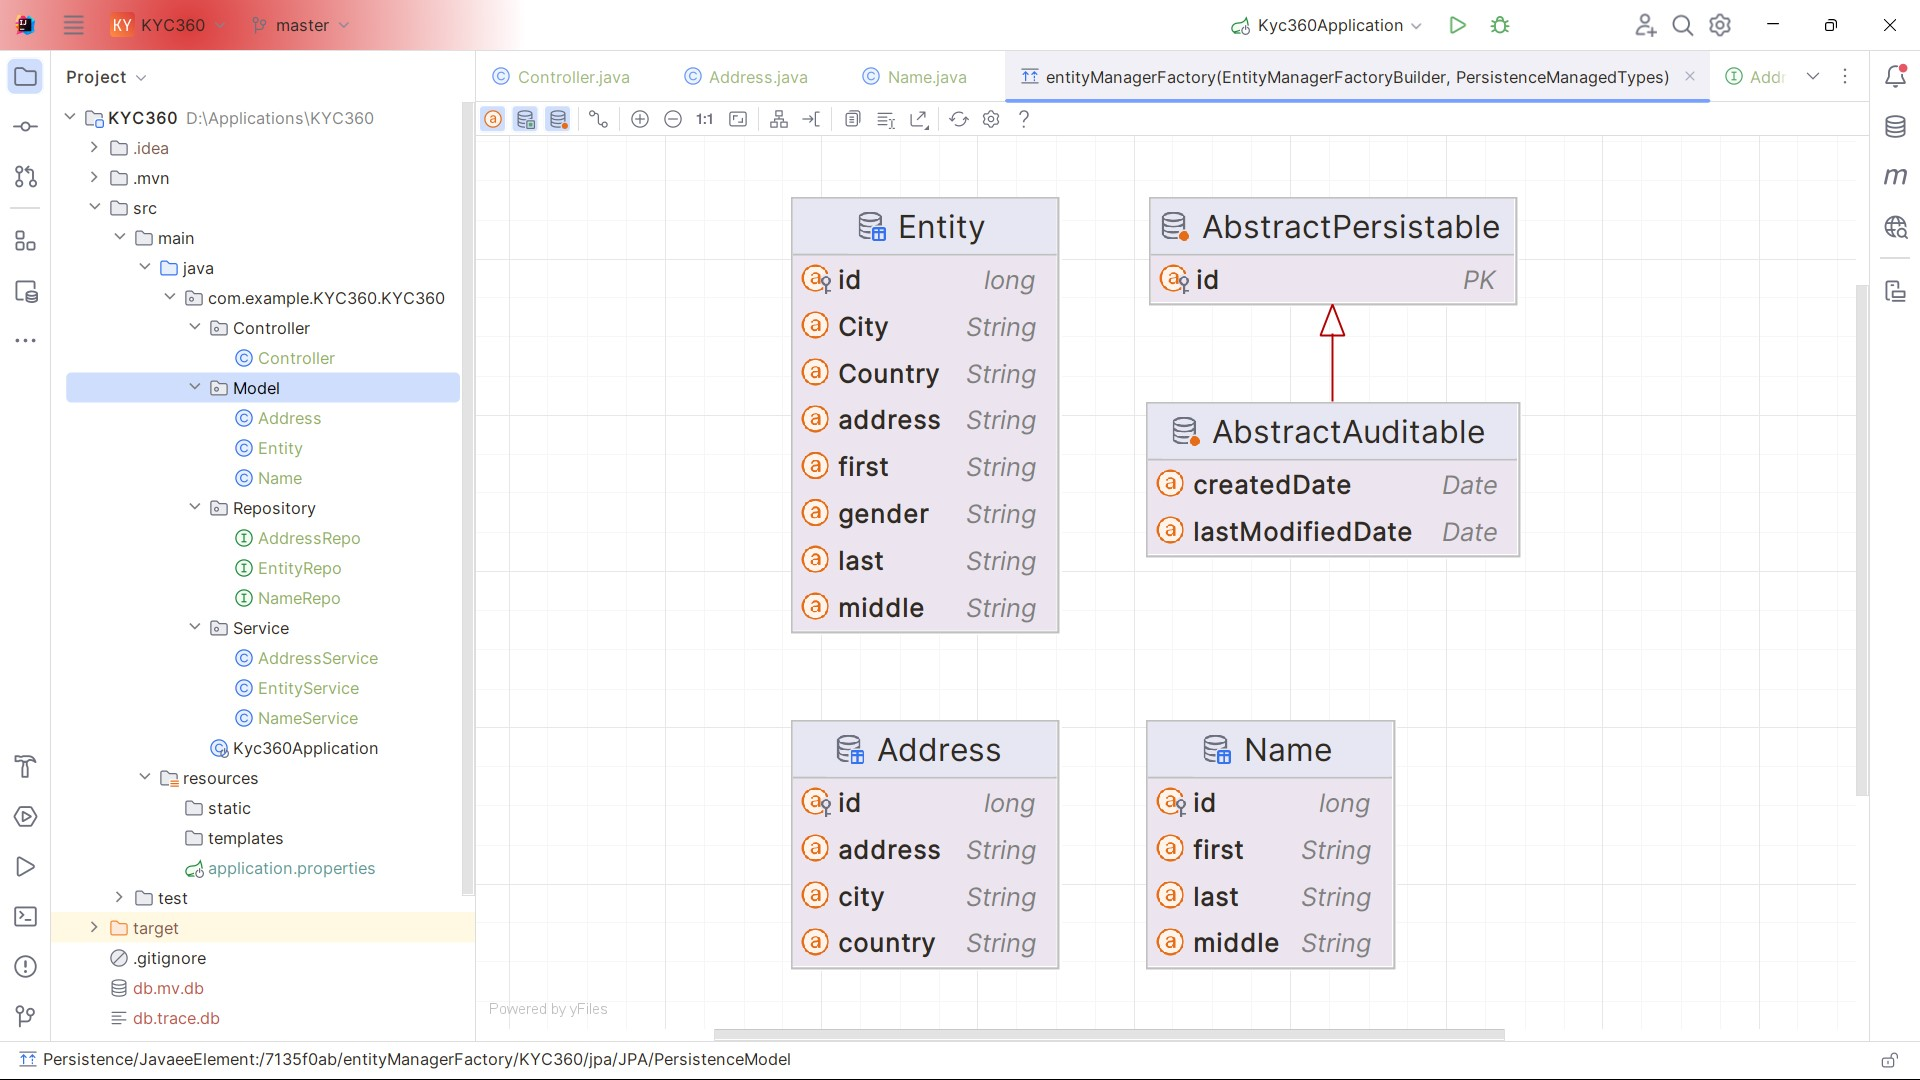 KY KYC360 master Kyc360Application
Project
Controller.java Address.java Name.java entityManagerFactory(EntityManagerFactoryBuilder, PersistenceManagedTypes) Addr
1:1 ?
KYC360 D:\Applications\KYC360
.idea
.mvn
src
main
java
com.example.KYC360.KYC360
Controller
Controller
Model
Address
Entity
Name
Repository
AddressRepo
EntityRepo
NameRepo
Service
AddressService
EntityService
NameService
Kyc360Application
resources
static
templates
application.properties
test
target
.gitignore
db.mv.db
db.trace.db
Entity
id long
City String
Country String
address String
first String
gender String
last String
middle String
AbstractPersistable
id PK
AbstractAuditable
createdDate Date
lastModifiedDate Date
Address
id long
address String
city String
country String
Name
id long
first String
last String
middle String
Powered by yFiles
m
Persistence/JavaeeElement:/7135f0ab/entityManagerFactory/KYC360/jpa/JPA/PersistenceModel